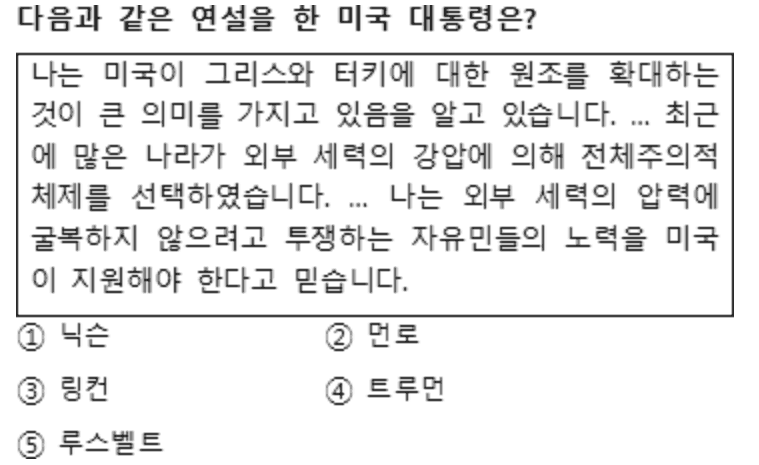 다음과 같은 연설을 한 미국 대통령은?
나는 미국이 그리스와 터키에 대한 원조를 확대하는
것이 큰 의미를 가지고 있음을 알고 있습니다. ... 최근
에 많은 나라가 외부 세력의 강압에 의해 전체주의적
체제를 선택하였습니다. ... 나는 외부 세력의 압력에
굴복하지 않으려고 투쟁하는 자유민들의 노력을 미국
이 지원해야 한다고 믿습니다.
① 닉슨 ② 먼로
③ 링컨 ④ 트루먼
⑤ 루스벨트